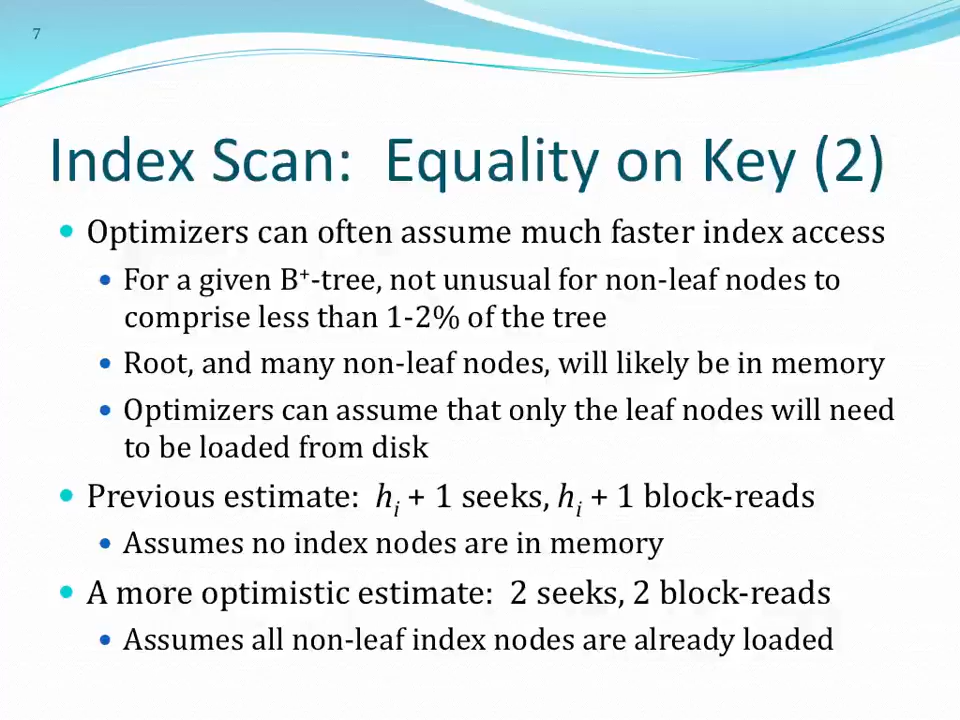 7
Index Scan:  Equality on Key (2)
• Optimizers can often assume much faster index access
• For a given B⁺-tree, not unusual for non-leaf nodes to
comprise less than 1-2% of the tree
• Root, and many non-leaf nodes, will likely be in memory
• Optimizers can assume that only the leaf nodes will need
to be loaded from disk
• Previous estimate:  hᵢ + 1 seeks, hᵢ + 1 block-reads
• Assumes no index nodes are in memory
• A more optimistic estimate:  2 seeks, 2 block-reads
• Assumes all non-leaf index nodes are already loaded